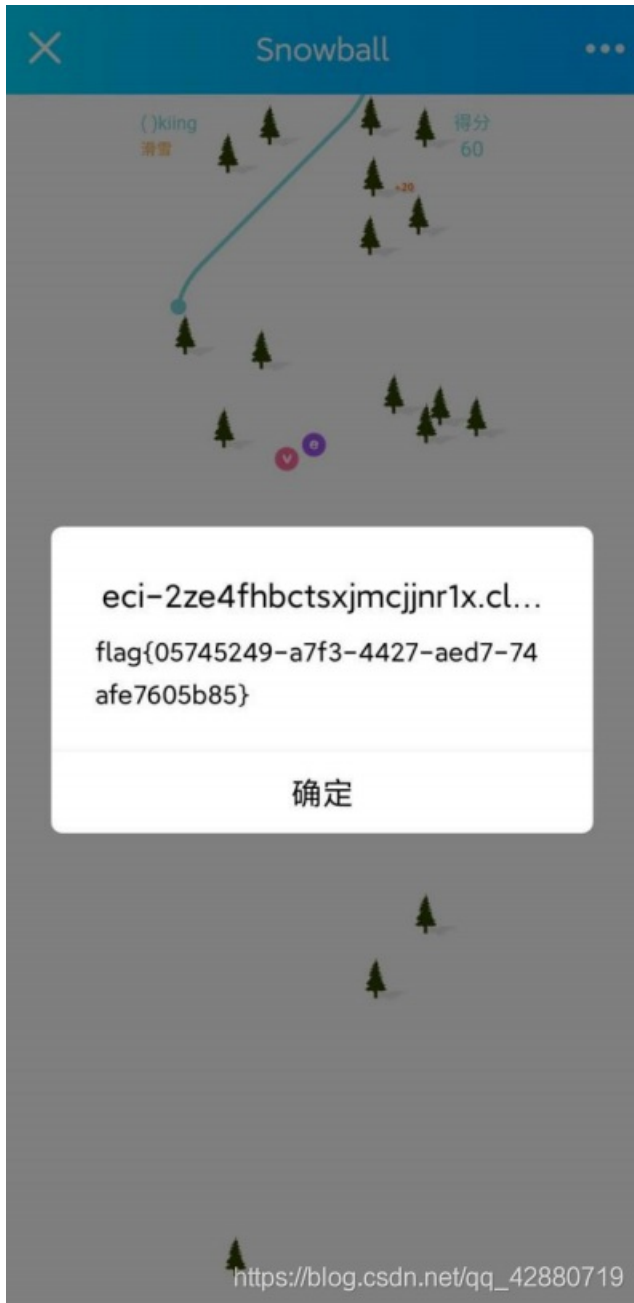 Snowball
( )kiing
得分
滑雪
60
+20
e
v
eci-2ze4fhbctsxjmcjjnr1x.cl...
flag{05745249-a7f3-4427-aed7-74
afe7605b85}
确定
https://blog.csdn.net/qq_42880719